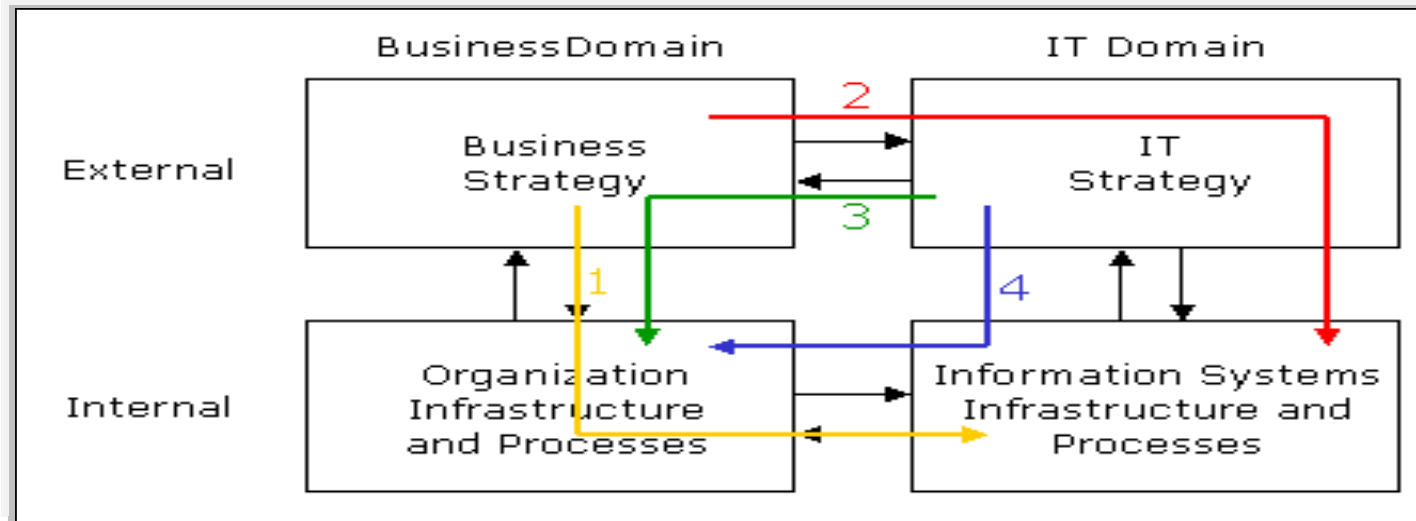 BusinessDomain
IT Domain
External
Business
Strategy
IT
Strategy
2
3
1
4
Internal
Organization
Infrastructure
and Processes
Information Systems
Infrastructure and
Processes